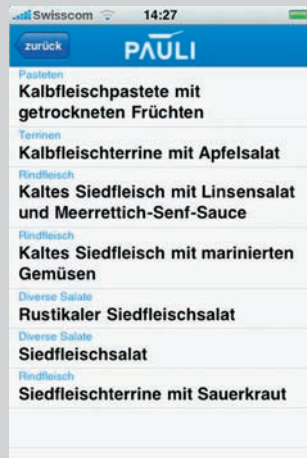 Swisscom 14:27
zurück PAULI
Pasteten
Kalbfleischpastete mit
getrockneten Früchten
Terrinen
Kalbfleischterrine mit Apfelsalat
Rindfleisch
Kaltes Siedfleisch mit Linsensalat
und Meerrettich-Senf-Sauce
Rindfleisch
Kaltes Siedfleisch mit marinierten
Gemüsen
Diverse Salate
Rustikaler Siedfleischsalat
Diverse Salate
Siedfleischsalat
Rindfleisch
Siedfleischterrine mit Sauerkraut